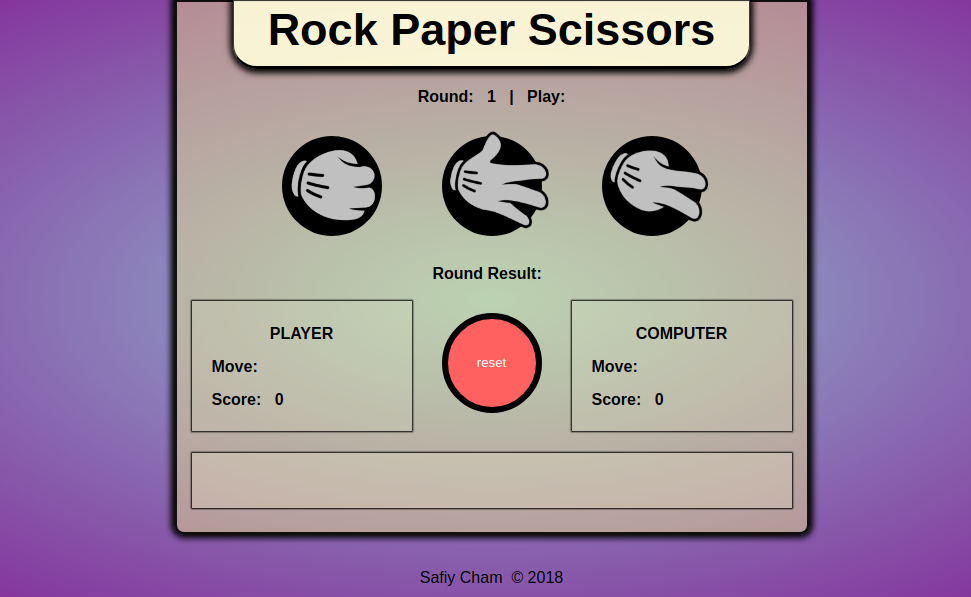 Rock Paper Scissors
Round: 1 | Play:
Round Result:
PLAYER
Move:
Score: 0
reset
COMPUTER
Move:
Score: 0
Safiy Cham © 2018